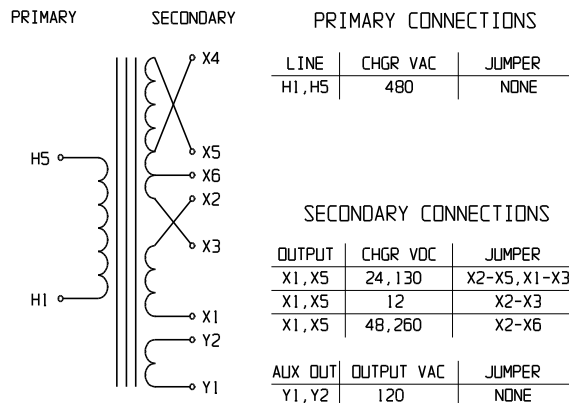 PRIMARY
SECONDARY
H5
H1
X4
X5
X6
X2
X3
X1
Y2
Y1
PRIMARY CONNECTIONS
LINE CHGR VAC JUMPER
H1,H5 480 NONE
SECONDARY CONNECTIONS
OUTPUT CHGR VDC JUMPER
X1,X5 24,130 X2-X5,X1-X3
X1,X5 12 X2-X3
X1,X5 48,260 X2-X6
AUX OUT OUTPUT VAC JUMPER
Y1,Y2 120 NONE